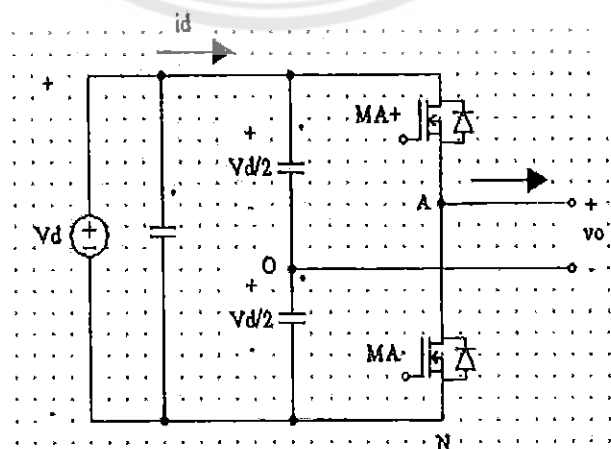 id
+
MA+
+
Vd/2
A
+
Vd
+
-
vo
O
+
Vd/2
MA-
N